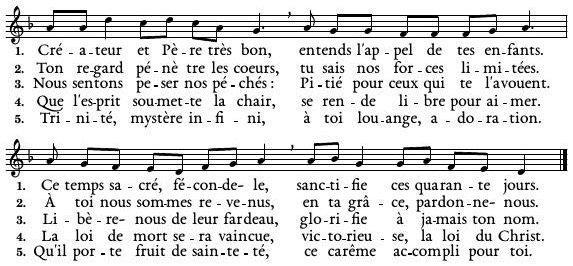 1. Cré-a-teur et Pè-re très bon, entends l'ap-pel de tes en-fants.
2. Ton re-gard pé-nè tre les coeurs, tu sais nos for-ces li-mi-tées.
3. Nous sentons pe-ser nos pé-chés : Pi-tié pour ceux qui te l'avouent.
4. Que l'es-prit sou-met-te la chair, se ren-de li-bre pour ai-mer.
5. Tri-ni-té, mystère in-fi-ni, à toi lou-ange, a-do-ra-tion.
1. Ce temps sa-cré, fé-con-de- le, sanc-ti-fie ces quaran-te jours.
2. À toi nous som-mes re-ve-nus, en ta grâ-ce, pardon-ne- nous.
3. Li-bè-re- nous de leur far-deau, glo-ri-fie à ja-mais ton nom.
4. La loi de mort se-ra vaincue, vic-to-rieu-se, la loi du Christ.
5. Qu'il por-te fruit de sain-te-té, ce carême ac-compli pour toi.